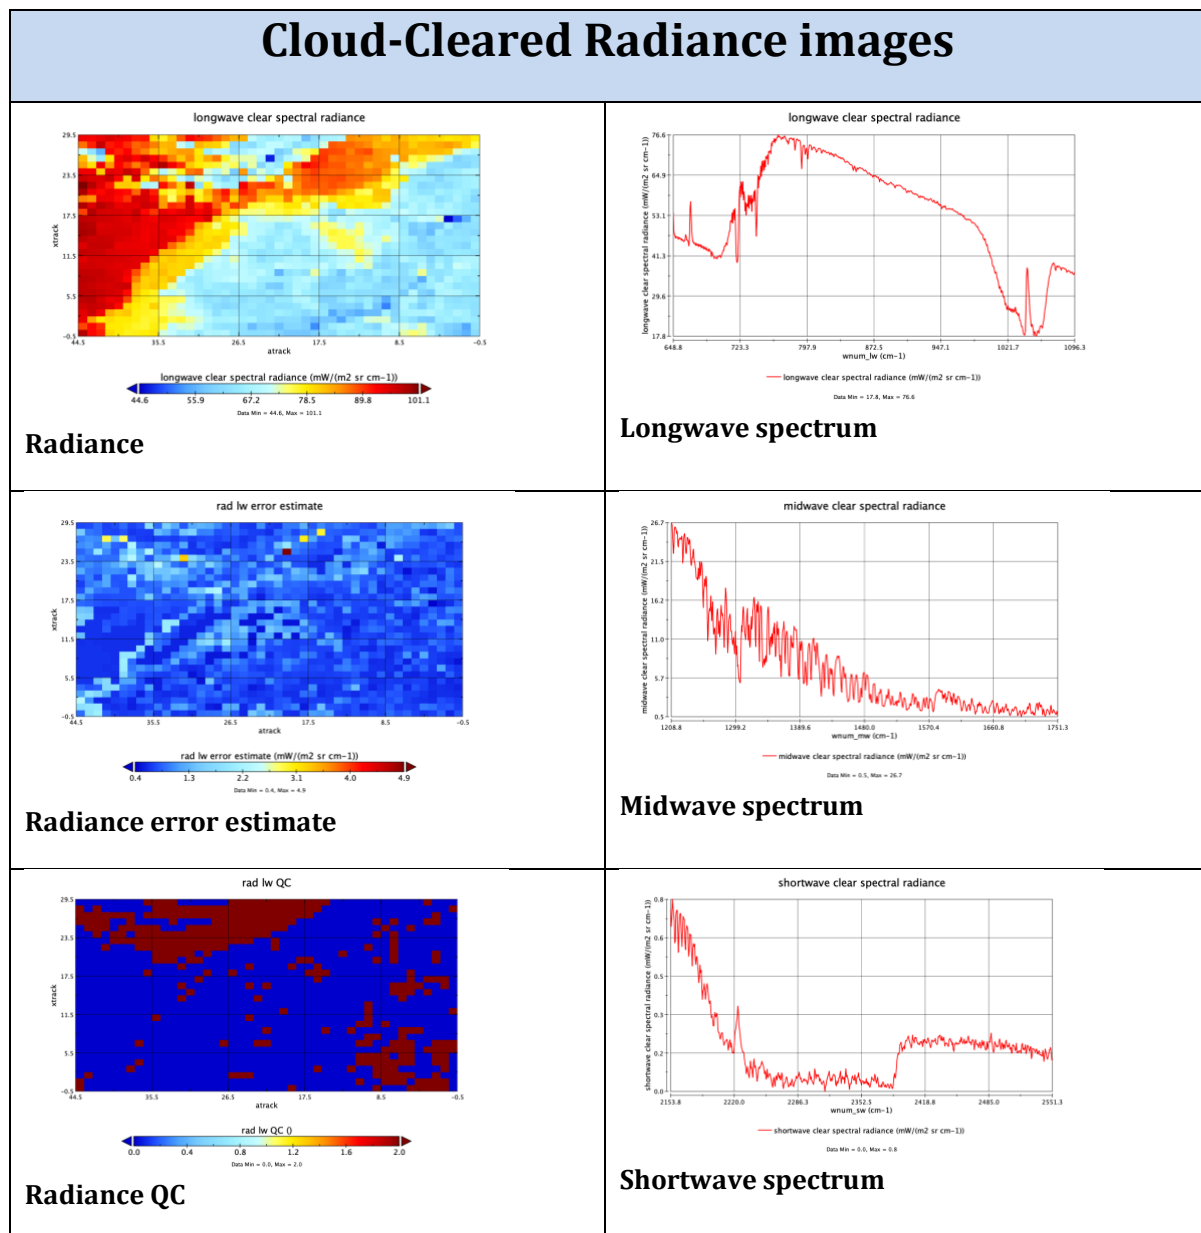 Cloud-Cleared Radiance images
longwave clear spectral radiance
29.5
23.5
17.5
11.5
5.5
-0.5
xtrack
44.5 35.5 26.5 17.5 8.5 -0.5
atrack
longwave clear spectral radiance (mW/(m2 sr cm-1))
44.6 55.9 67.2 78.5 89.8 101.1
Data Min = 44.6, Max = 101.1
Radiance
longwave clear spectral radiance
76.6
64.9
53.1
41.3
29.6
17.8
longwave clear spectral radiance (mW/(m2 sr cm-1))
648.8 723.3 797.9 872.5 947.1 1021.7 1096.3
wnum_lw (cm-1)
longwave clear spectral radiance (mW/(m2 sr cm-1))
Data Min = 17.8, Max = 76.6
Longwave spectrum
rad lw error estimate
29.5
23.5
17.5
11.5
5.5
-0.5
xtrack
44.5 35.5 26.5 17.5 8.5 -0.5
atrack
rad lw error estimate (mW/(m2 sr cm-1))
0.4 1.3 2.2 3.1 4.0 4.9
Data Min = 0.4, Max = 4.9
Radiance error estimate
midwave clear spectral radiance
26.7
21.5
16.2
11.0
5.7
0.5
midwave clear spectral radiance (mW/(m2 sr cm-1))
1208.8 1299.2 1389.6 1480.0 1570.4 1660.8 1751.3
wnum_mw (cm-1)
midwave clear spectral radiance (mW/(m2 sr cm-1))
Data Min = 0.5, Max = 26.7
Midwave spectrum
rad lw QC
29.5
23.5
17.5
11.5
5.5
-0.5
xtrack
44.5 35.5 26.5 17.5 8.5 -0.5
atrack
rad lw QC ()
0.0 0.4 0.8 1.2 1.6 2.0
Data Min = 0.0, Max = 2.0
Radiance QC
shortwave clear spectral radiance
0.8
0.6
0.5
0.3
0.2
0.0
shortwave clear spectral radiance (mW/(m2 sr cm-1))
2153.8 2220.0 2286.3 2352.5 2418.8 2485.0 2551.3
wnum_sw (cm-1)
shortwave clear spectral radiance (mW/(m2 sr cm-1))
Data Min = 0.0, Max = 0.8
Shortwave spectrum